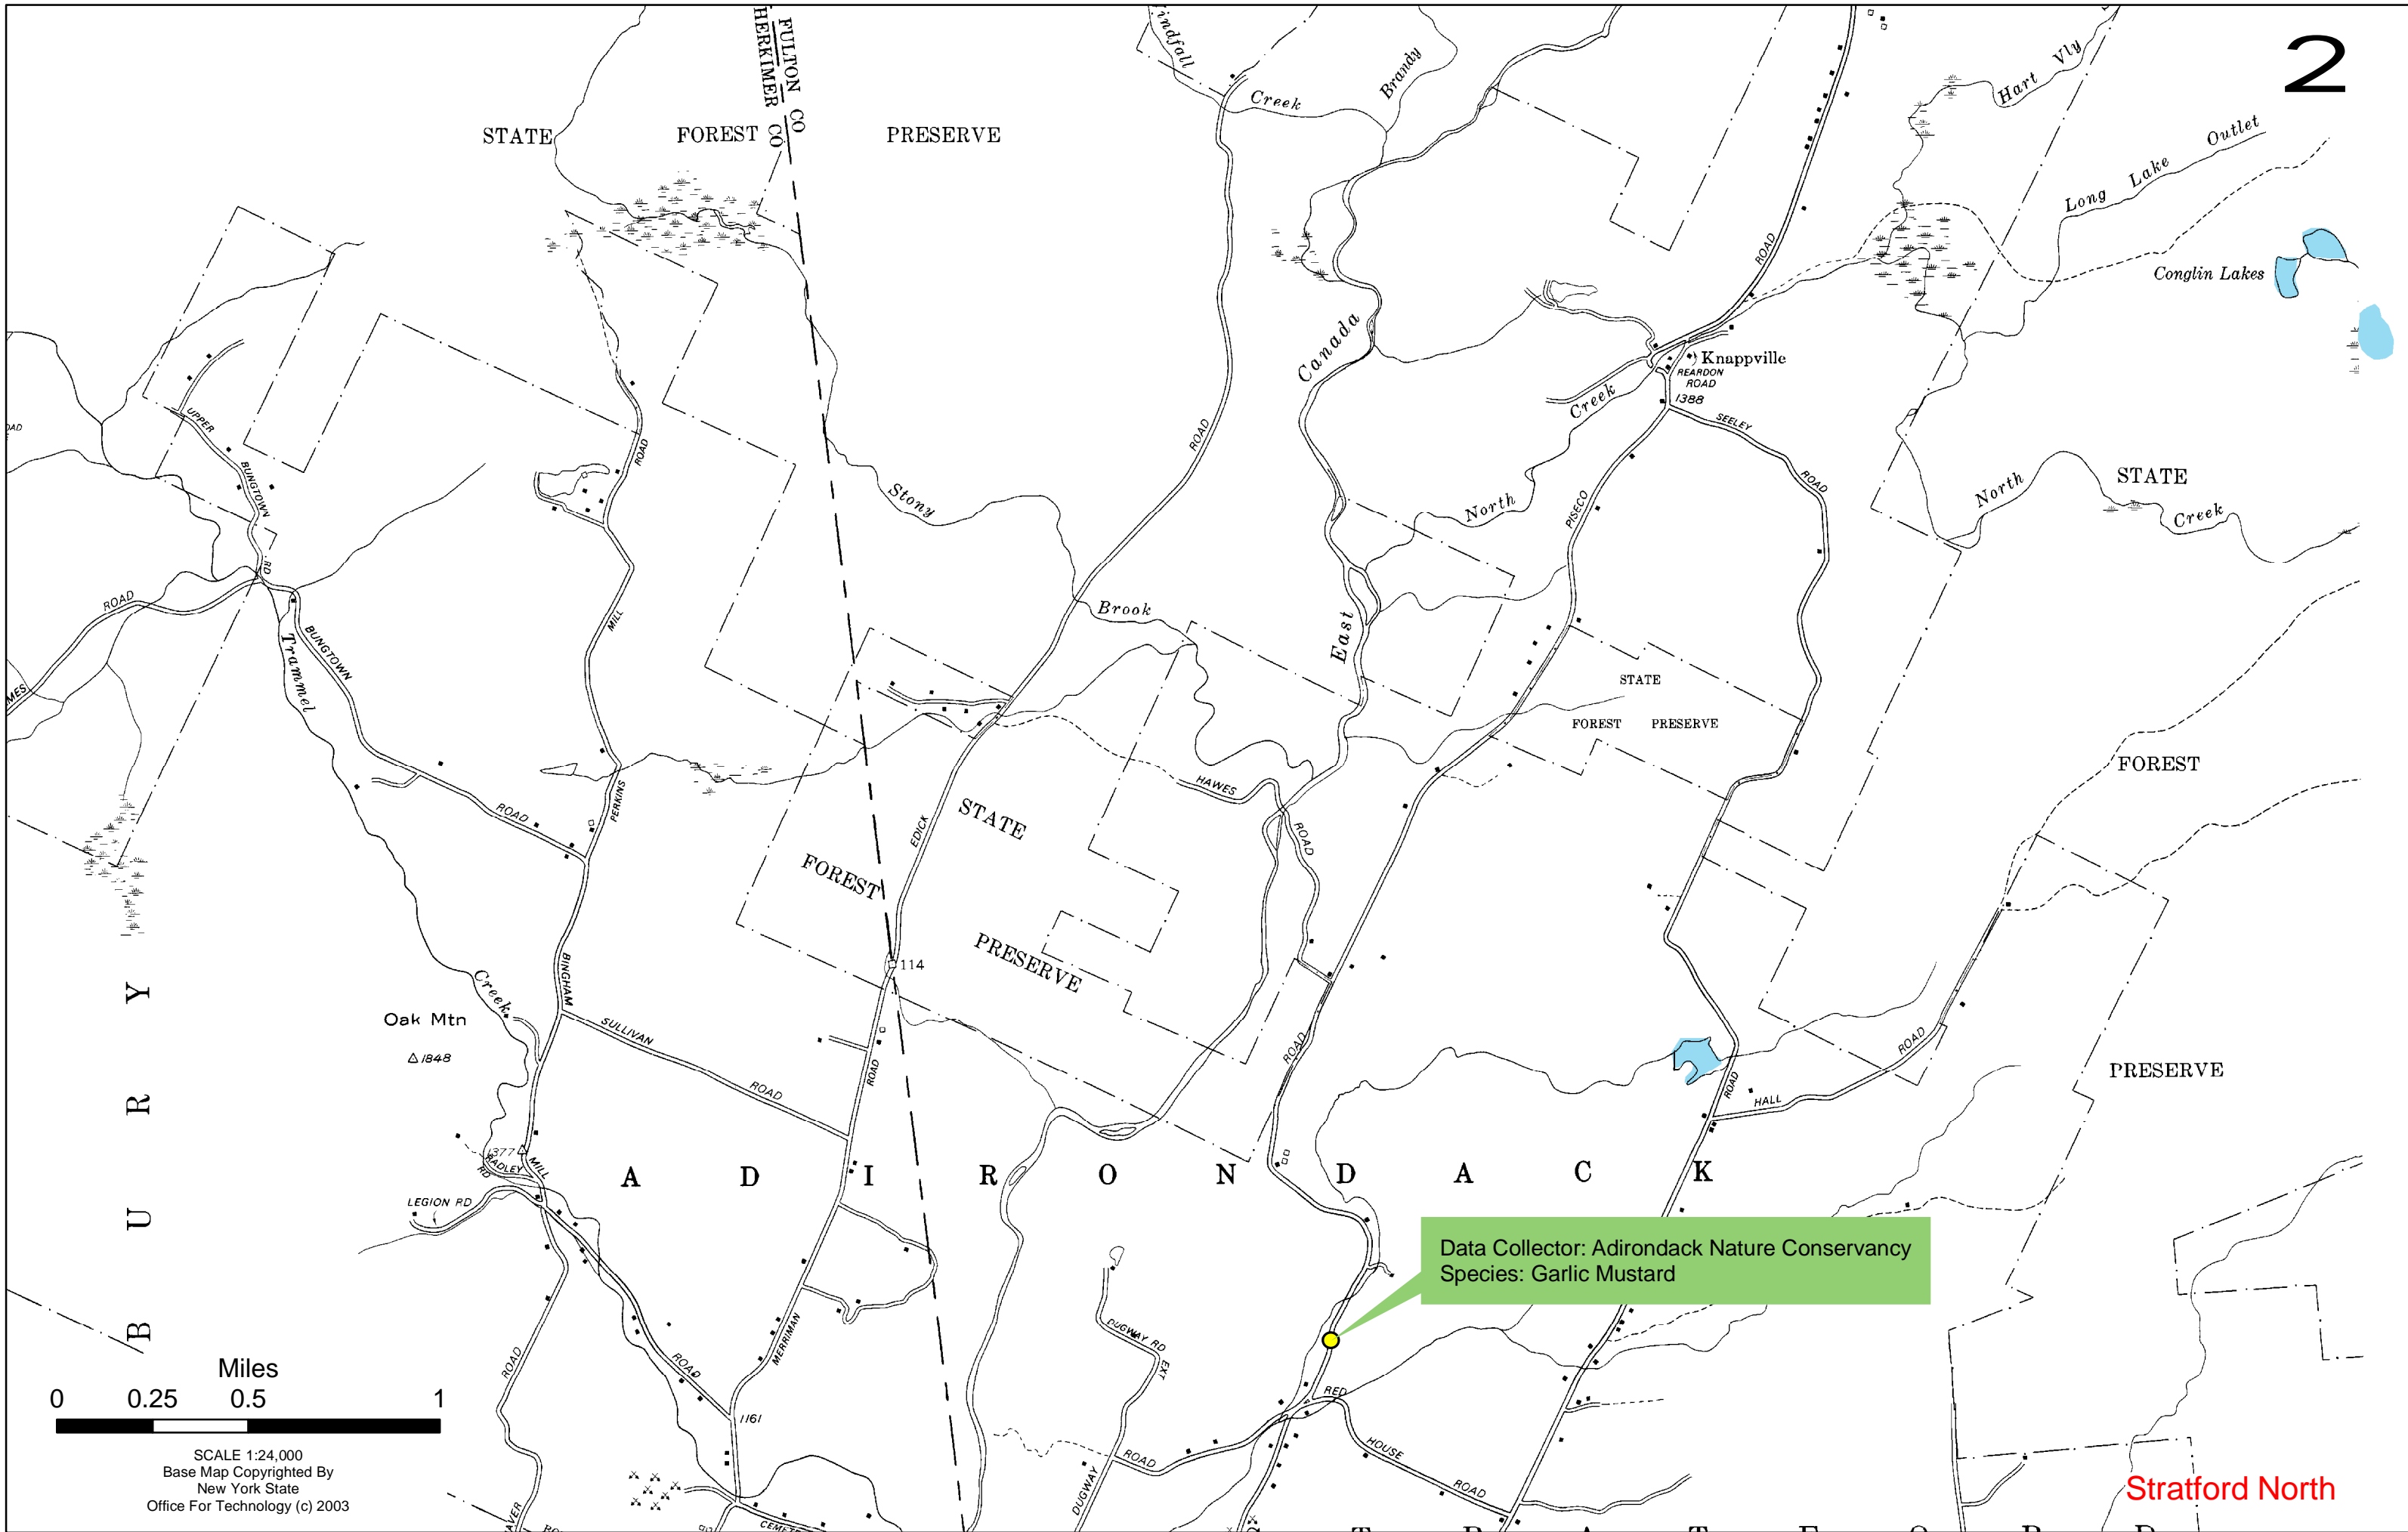 2
FULTON CO
HERKIMER CO
STATE FOREST PRESERVE
Creek
Brandy
Hart Vly
Long Lake Outlet
Conglin Lakes
ROAD
Canada
Knappville
REARDON
ROAD
1388
Creek
SEELEY
ROAD
UPPER
BUNGTOWN
RD
ROAD
ROAD
Stony
North
PISECO
North
Creek
STATE
ROAD
BUNGTOWN
Trammel
MILL
Brook
East
STATE
FOREST PRESERVE
FOREST
HAWES
ROAD
PERKINS
ROAD
EDICK
STATE
FOREST
PRESERVE
114
BINGHAM
Creek
Oak Mtn
1848
SULLIVAN
ROAD
ROAD
ROAD
ROAD
HALL
ROAD
PRESERVE
1377
RADLEY
RD
MILL
LEGION RD
A D I R O N D A C K
B U R Y
Data Collector: Adirondack Nature Conservancy
Species: Garlic Mustard
DUGWAY RD
EXT
MERRIMAN
ROAD
ROAD
1161
RED
HOUSE
ROAD
ROAD
DUGWAY
Miles
0 0.25 0.5 1
SCALE 1:24,000
Base Map Copyrighted By
New York State
Office For Technology (c) 2003
Stratford North